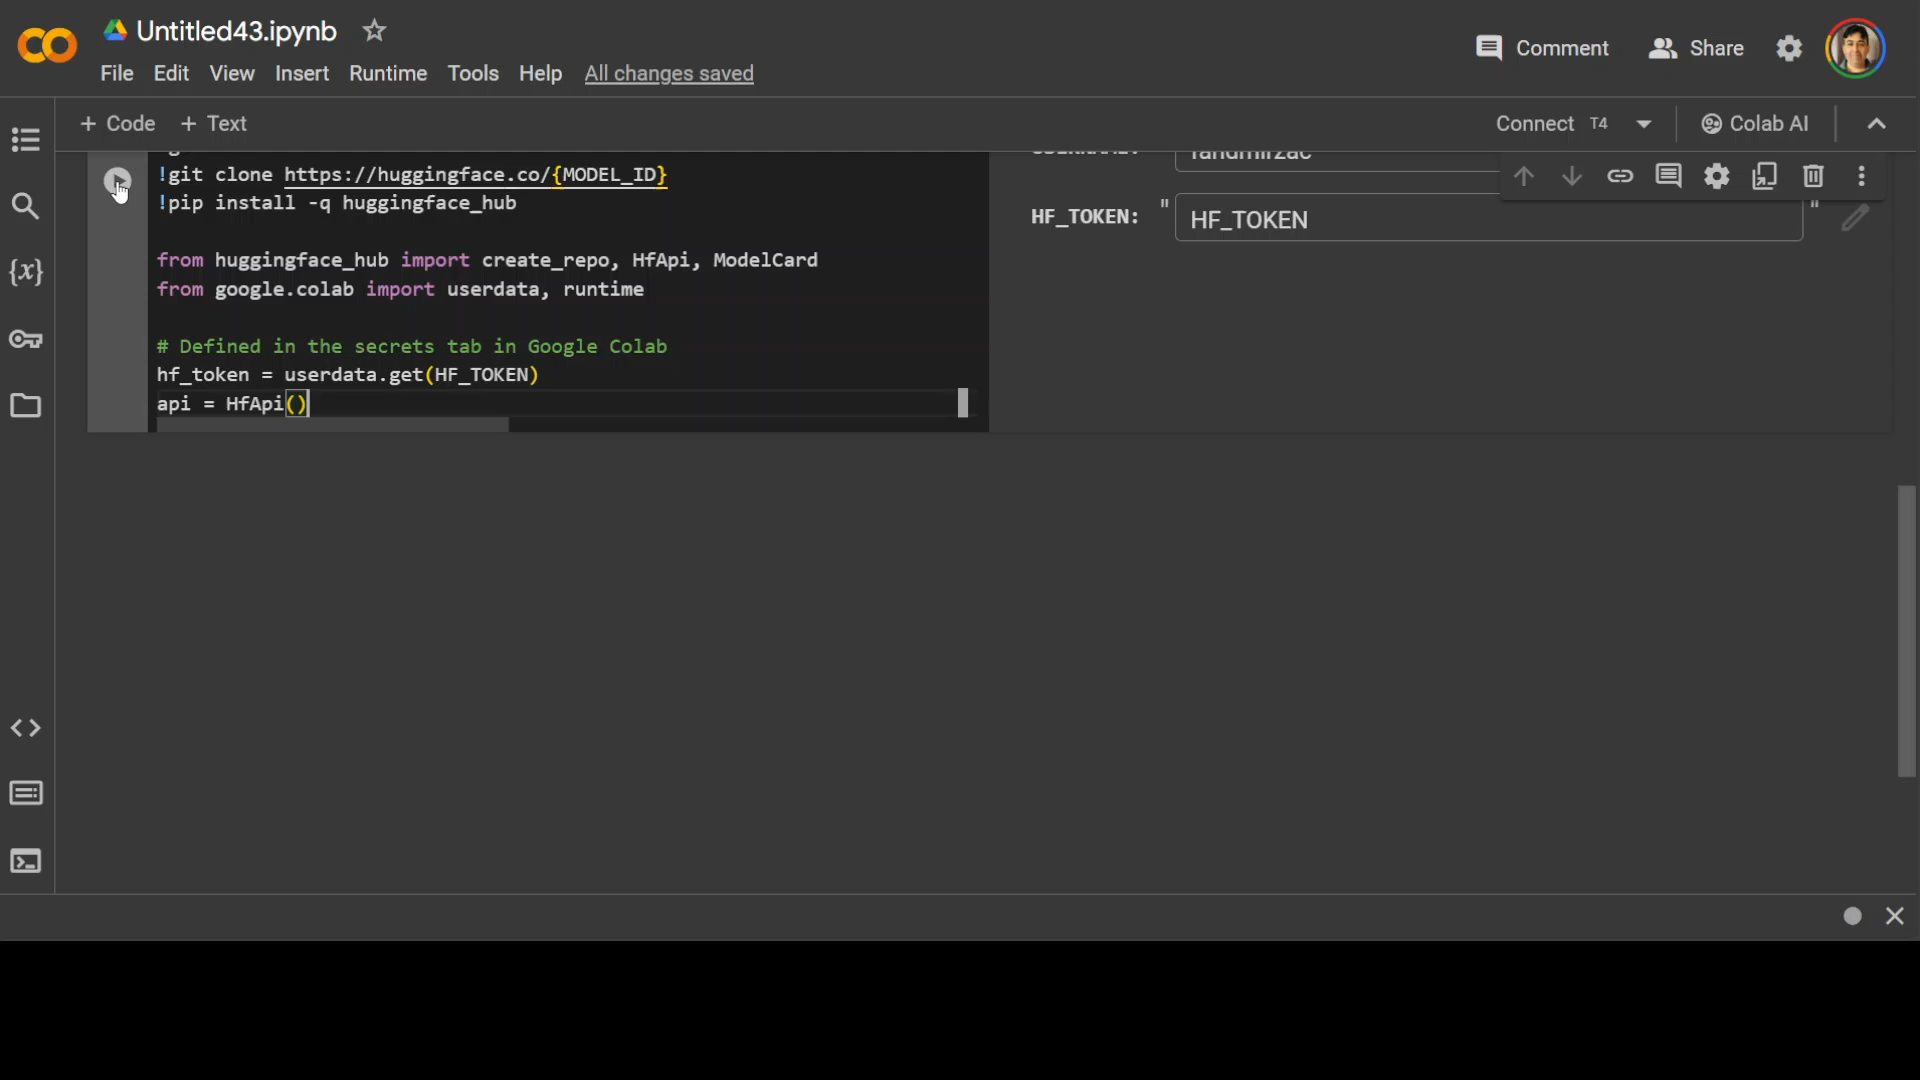 Untitled43.ipynb
Comment
Share
File Edit View Insert Runtime Tools Help All changes saved
+ Code + Text
Connect T4
Colab AI
!git clone https://huggingface.co/{MODEL_ID}
!pip install -q huggingface_hub
HF_TOKEN: " HF_TOKEN "
from huggingface_hub import create_repo, HfApi, ModelCard
from google.colab import userdata, runtime
# Defined in the secrets tab in Google Colab
hf_token = userdata.get(HF_TOKEN)
api = HfApi()